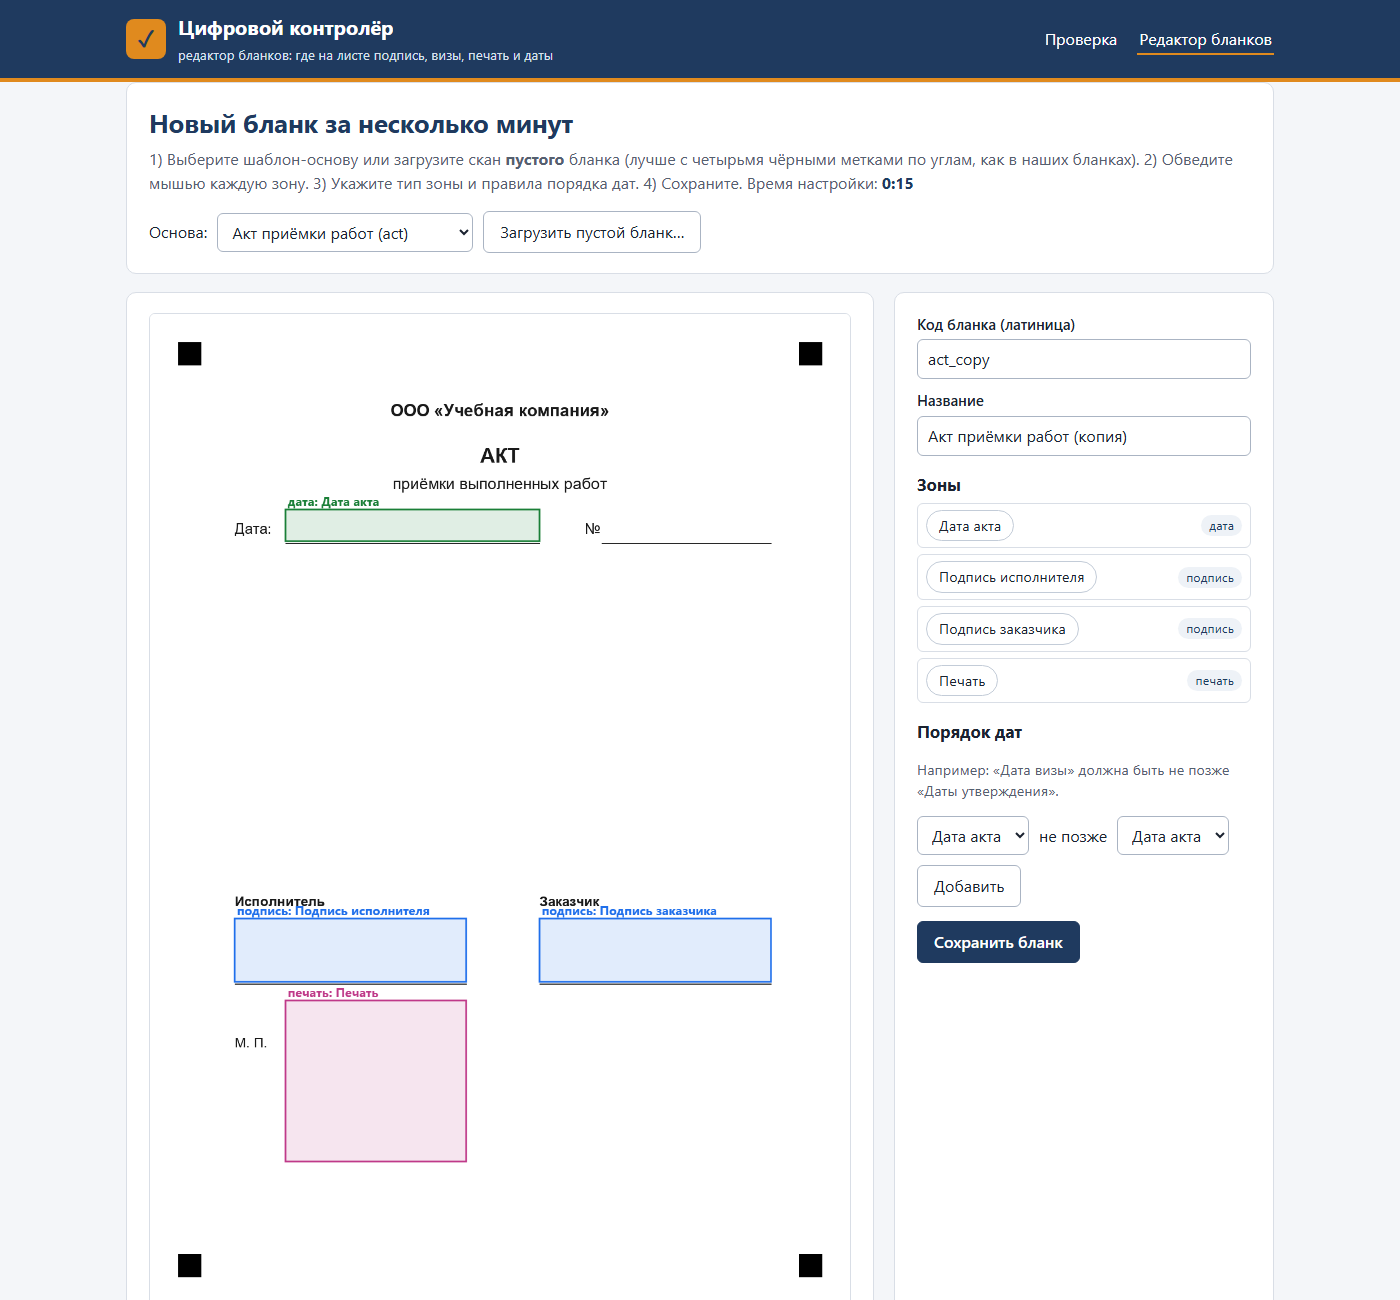 Цифровой контролёр
редактор бланков: где на листе подпись, визы, печать и даты
Проверка
Редактор бланков
Новый бланк за несколько минут
1) Выберите шаблон-основу или загрузите скан пустого бланка (лучше с четырьмя чёрными метками по углам, как в наших бланках). 2) Обведите
мышью каждую зону. 3) Укажите тип зоны и правила порядка дат. 4) Сохраните. Время настройки: 0:15
Основа:
Акт приёмки работ (act)
Загрузить пустой бланк...
ООО «Учебная компания»
АКТ
приёмки выполненных работ
дата: Дата акта
Дата:
№
Исполнитель
подпись: Подпись исполнителя
Заказчик
подпись: Подпись заказчика
печать: Печать
М. П.
Код бланка (латиница)
act_copy
Название
Акт приёмки работ (копия)
Зоны
Дата акта
дата
Подпись исполнителя
подпись
Подпись заказчика
подпись
Печать
печать
Порядок дат
Например: «Дата визы» должна быть не позже
«Даты утверждения».
Дата акта
не позже
Дата акта
Добавить
Сохранить бланк